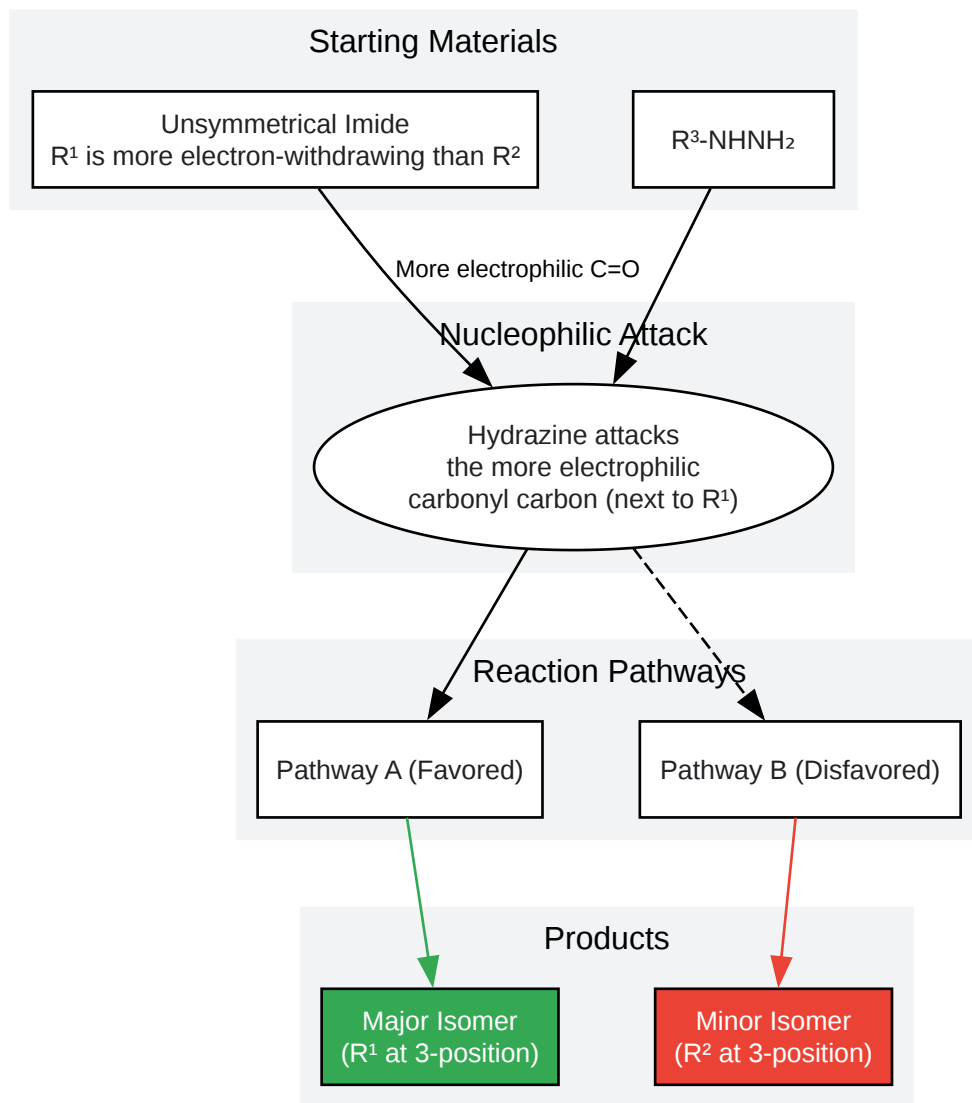 Starting Materials
Unsymmetrical Imide
R¹ is more electron-withdrawing than R²
R³-NHNH₂
More electrophilic C=O
Nucleophilic Attack
Hydrazine attacks
the more electrophilic
carbonyl carbon (next to R¹)
Reaction Pathways
Pathway A (Favored)
Pathway B (Disfavored)
Products
Major Isomer
(R¹ at 3-position)
Minor Isomer
(R² at 3-position)